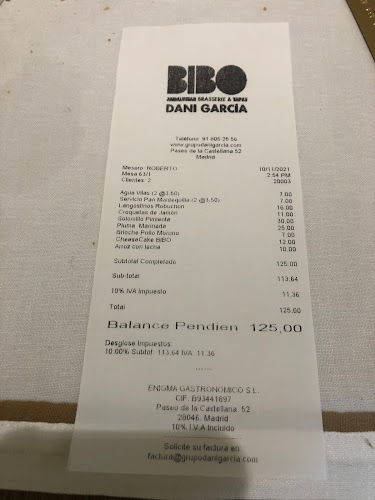 BIBO
ANDALUSIAN BRASSERIE & TAPAS
DANI GARCÍA
Teléfono: 91 805 25 56
www.grupodanigarcia.com
Paseo de la Castellana 52
Madrid
Mesero: ROBERTO 10/11/2021
Mesa 63/1 2:54 PM
Clientes: 2 20003
Agua Vilas (2 @3.50) 7.00
Servicio Pan Mantequilla (2 @3.50) 7.00
Langostinos Robuchon 16.00
Croquetas de Jamón 11.00
Solomillo Pimienta 30.00
Pluma Marinada 25.00
Brioche Pollo Moruno 7.00
CheeseCake BIBO 12.00
Arroz con leche 10.00
Subtotal Completado 125.00
Sub-total 113.64
10% IVA Impuesto 11.36
Total 125.00
Balance Pendien 125,00
Desglose Impuestos:
10.00% Subtot: 113.64 IVA: 11.36
......
ENIGMA GASTRONOMICO S.L.
CIF. B93441697
Paseo de la Castellana. 52
28046, Madrid
10% I.V.A Incluido
Solicite su factura en:
factura@grupodanigarcia.com